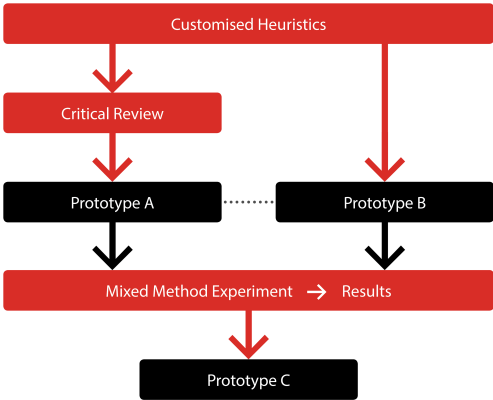 Customised Heuristics
Critical Review
Prototype A
Prototype B
Mixed Method Experiment → Results
Prototype C